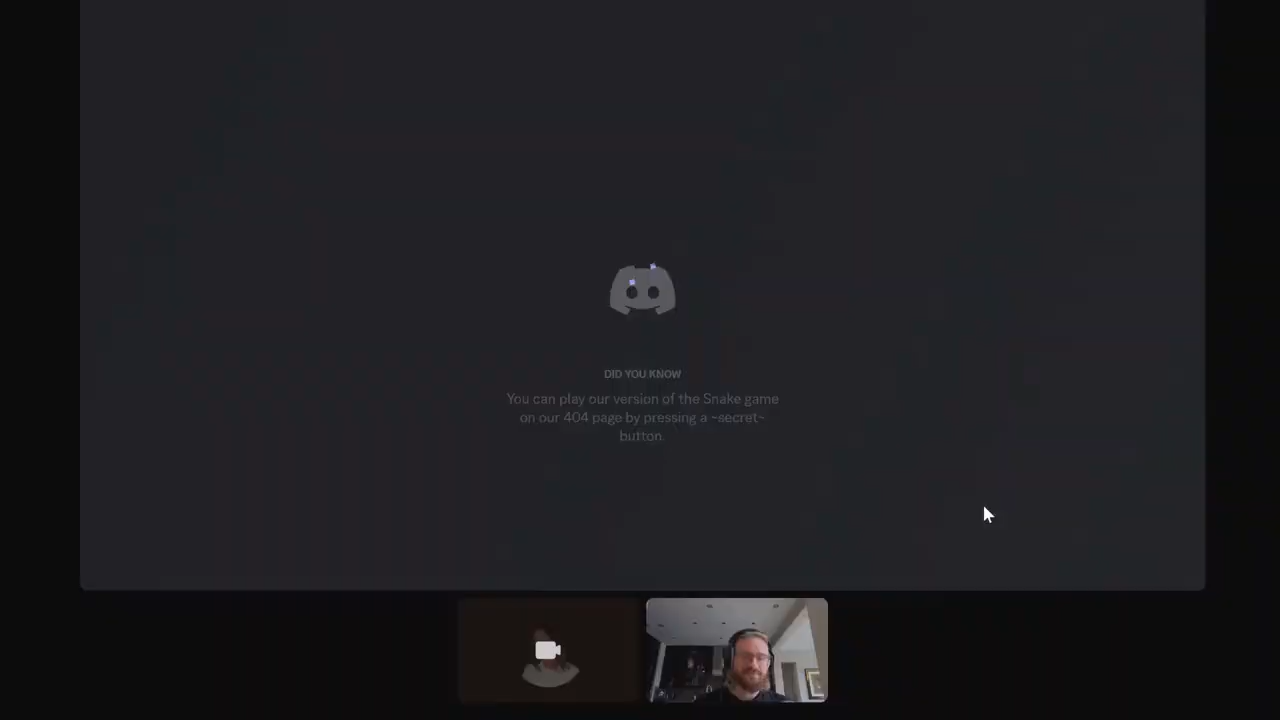 DID YOU KNOW
You can play our version of the Snake game
on our 404 page by pressing a ~secret~
button.